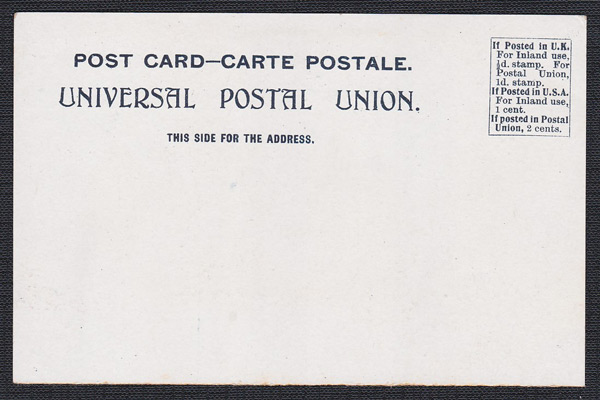 POST CARD—CARTE POSTALE.
UNIVERSAL POSTAL UNION.
THIS SIDE FOR THE ADDRESS.
If Posted in U.K.
For Inland use,
½d. stamp. For
Postal Union,
1d. stamp.
If Posted in U.S.A.
For Inland use,
1 cent.
If posted in Postal
Union, 2 cents.